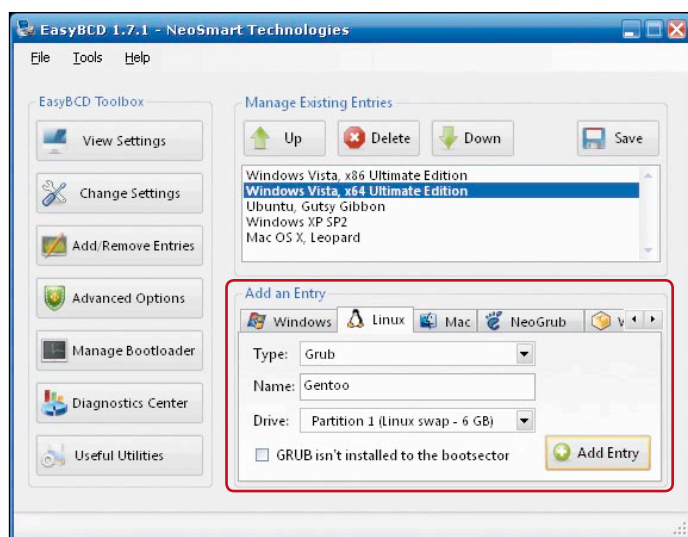 EasyBCD 1.7.1 - NeoSmart Technologies
File Tools Help
EasyBCD Toolbox
View Settings
Change Settings
Add/Remove Entries
Advanced Options
Manage Bootloader
Diagnostics Center
Useful Utilities
Manage Existing Entries
Up Delete Down Save
Windows Vista, x86 Ultimate Edition
Windows Vista, x64 Ultimate Edition
Ubuntu, Gutsy Gibbon
Windows XP SP2
Mac OS X, Leopard
Add an Entry
Windows Linux Mac NeoGrub
Type: Grub
Name: Gentoo
Drive: Partition 1 (Linux swap - 6 GB)
GRUB isn't installed to the bootsector
Add Entry